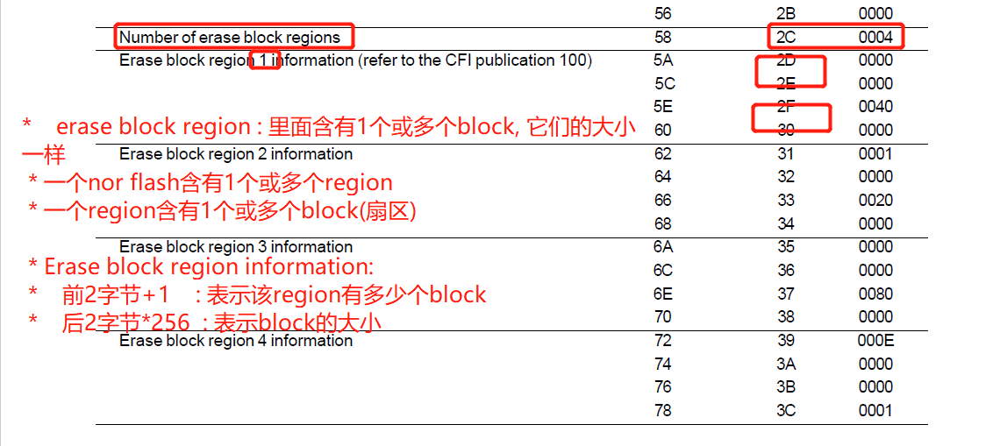 56 2B 0000
Number of erase block regions 58 2C 0004
Erase block region 1 information (refer to the CFI publication 100) 5A 2D 0000
5C 2E 0000
5E 2F 0040
* erase block region : 里面含有1个或多个block, 它们的大小
60 30 0000
一样
Erase block region 2 information 62 31 0001
* 一个nor flash含有1个或多个region
64 32 0000
66 33 0020
* 一个region含有1个或多个block(扇区)
68 34 0000
Erase block region 3 information 6A 35 0000
* Erase block region information:
6C 36 0000
* 前2字节+1 : 表示该region有多少个block
6E 37 0080
* 后2字节*256 : 表示block的大小
70 38 0000
Erase block region 4 information 72 39 000E
74 3A 0000
76 3B 0000
78 3C 0001